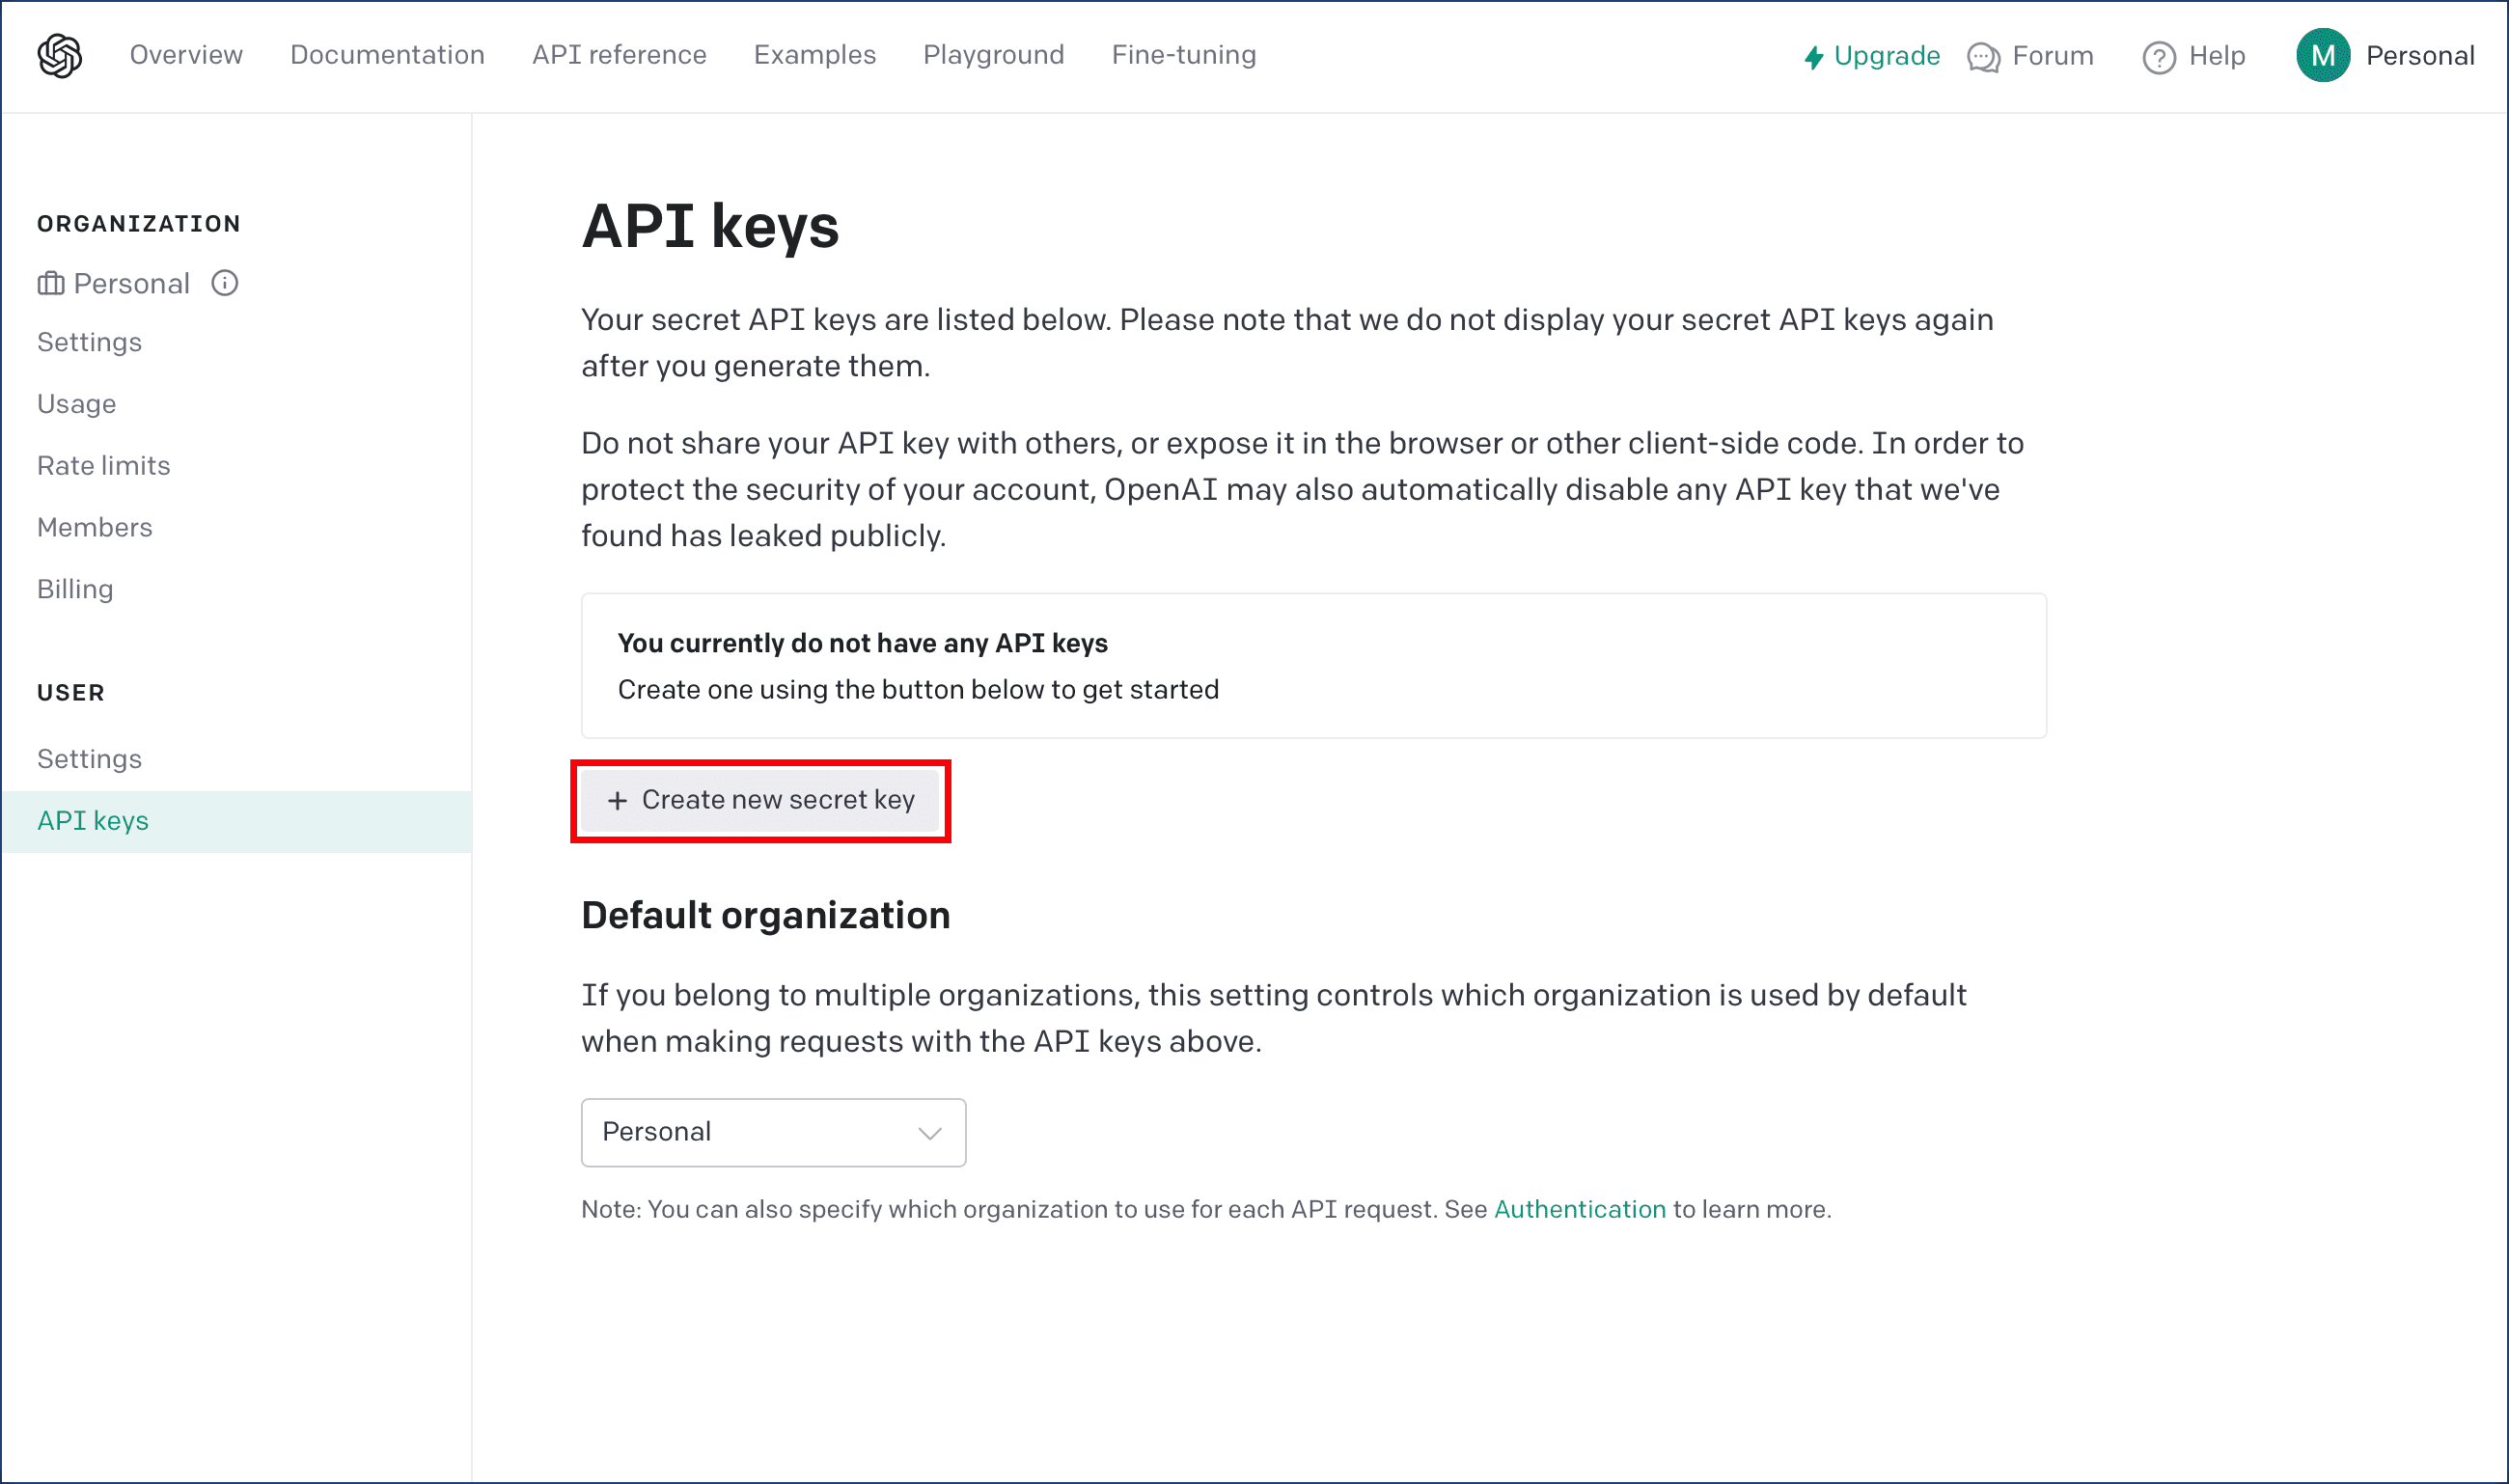 Overview Documentation API reference Examples Playground Fine-tuning Upgrade Forum Help M Personal
ORGANIZATION
Personal
Settings
Usage
Rate limits
Members
Billing
USER
Settings
API keys
API keys
Your secret API keys are listed below. Please note that we do not display your secret API keys again
after you generate them.
Do not share your API key with others, or expose it in the browser or other client-side code. In order to
protect the security of your account, OpenAI may also automatically disable any API key that we've
found has leaked publicly.
You currently do not have any API keys
Create one using the button below to get started
+ Create new secret key
Default organization
If you belong to multiple organizations, this setting controls which organization is used by default
when making requests with the API keys above.
Personal
Note: You can also specify which organization to use for each API request. See Authentication to learn more.